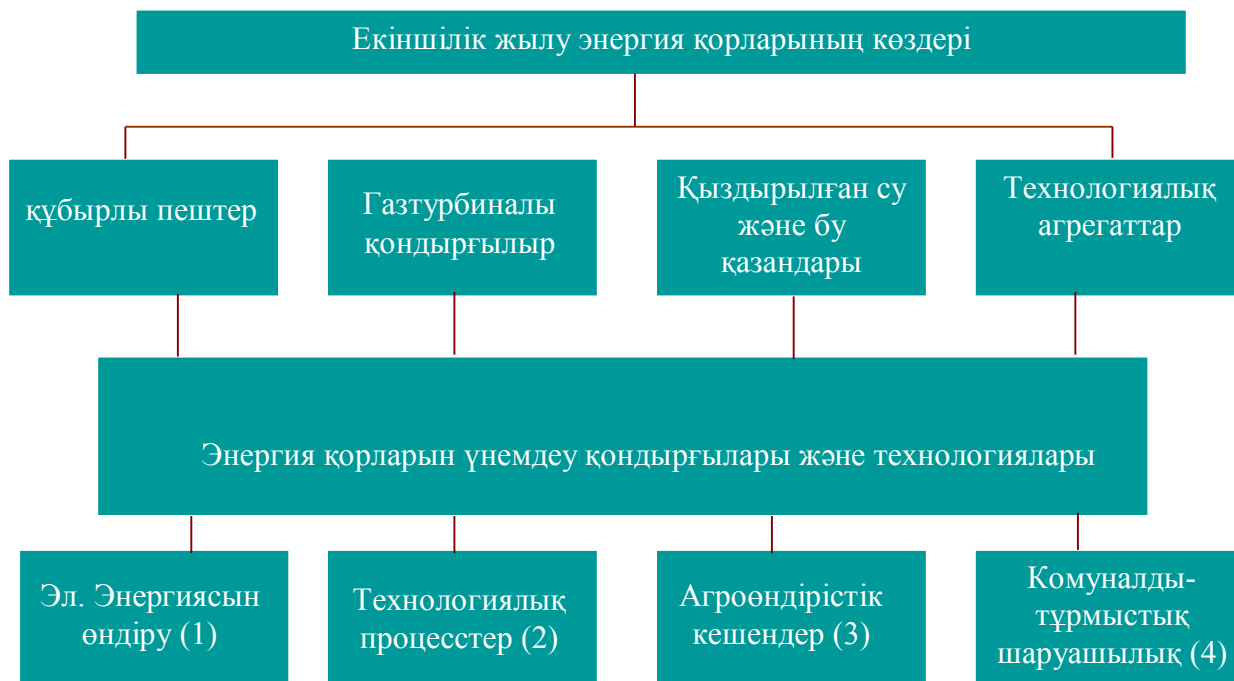 Екіншілік жылу энергия қорларының көздері
құбырлы пештер
Газтурбиналы
қондырғылыр
Қыздырылған су
және бу
қазандары
Технологиялық
агрегаттар
Энергия қорларын үнемдеу қондырғылары және технологиялары
Эл. Энергиясын
өндіру (1)
Технологиялық
процесстер (2)
Агроөндірістік
кешендер (3)
Комуналды-
тұрмыстық
шаруашылық (4)